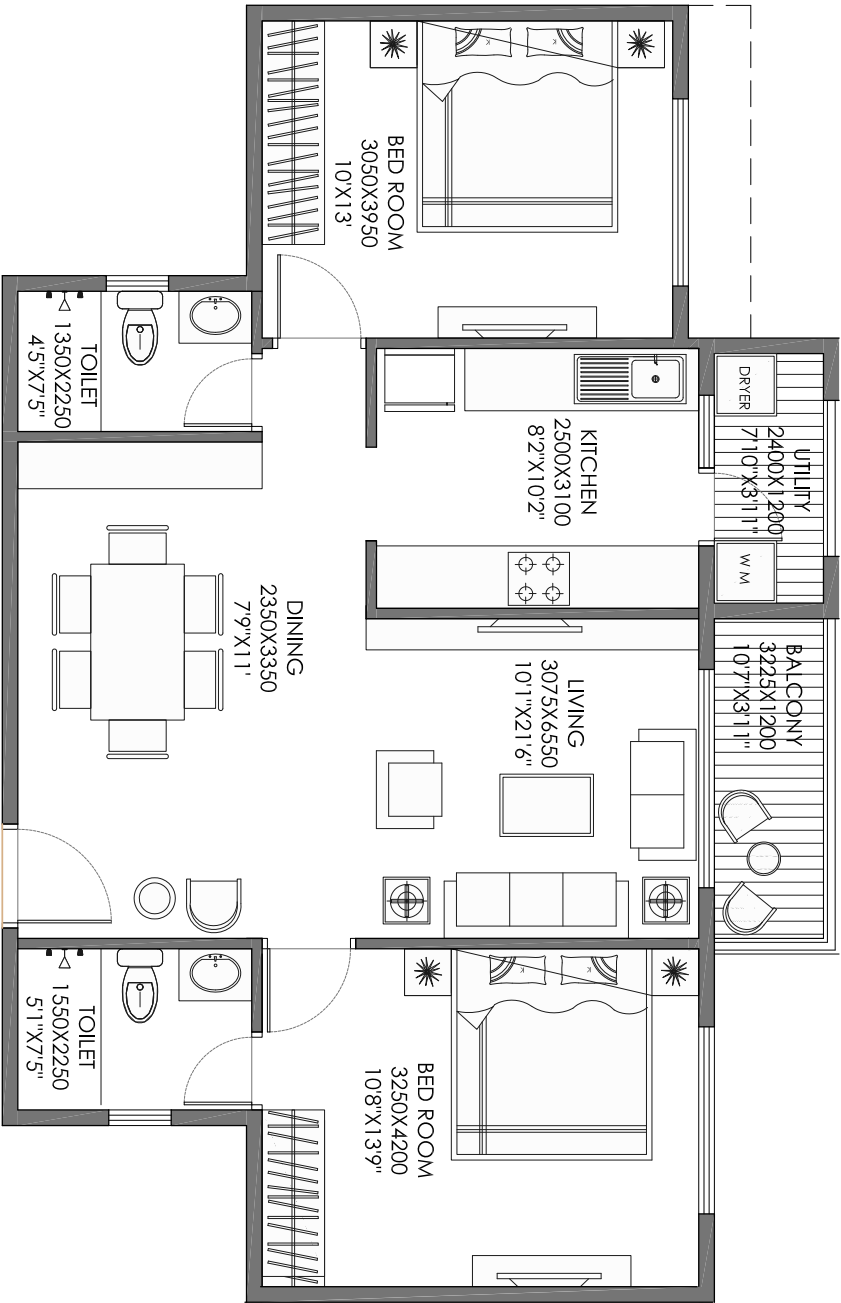 BED ROOM
3050X3950
10'X13'
TOILET
1350X2250
4'5"X7'5"
KITCHEN
2500X3100
8'2"X10'2"
DRYER
UTILITY
2400X1200
7'10"X3'11"
W M
DINING
2350X3350
7'9"X11'
LIVING
3075X6550
10'1"X21'6"
BALCONY
3225X1200
10'7"X3'11"
TOILET
1550X2250
5'1"X7'5"
BED ROOM
3250X4200
10'8"X13'9"